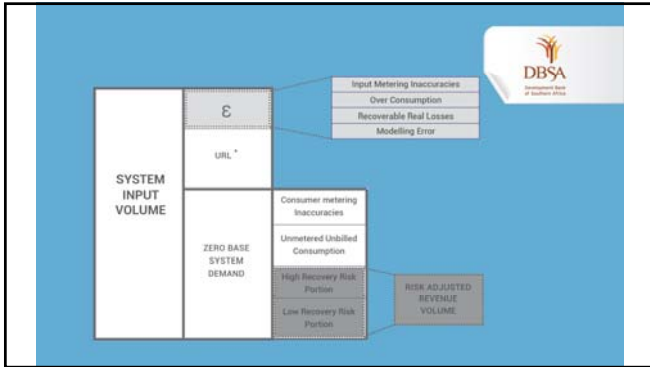 DBSA
Development Bank
of Southern Africa
Input Metering Inaccuracies
Over Consumption
Recoverable Real Losses
Modelling Error
Ɛ
URL *
SYSTEM
INPUT
VOLUME
Consumer metering
Inaccuracies
Unmetered Unbilled
Consumption
ZERO BASE
SYSTEM
DEMAND
High Recovery Risk
Portion
Low Recovery Risk
Portion
RISK ADJUSTED
REVENUE
VOLUME